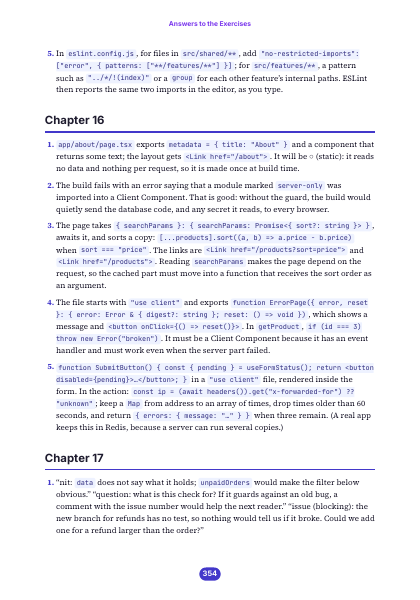 Answers to the Exercises
5. In eslint.config.js, for files in src/shared/**, add "no-restricted-imports":
["error", { patterns: ["**/features/**"] }]; for src/features/**, a pattern
such as "../*/!(index)" or a group for each other feature's internal paths. ESLint
then reports the same two imports in the editor, as you type.
Chapter 16
1. app/about/page.tsx exports metadata = { title: "About" } and a component that
returns some text; the layout gets <Link href="/about">. It will be ○ (static): it reads
no data and nothing per request, so it is made once at build time.
2. The build fails with an error saying that a module marked server-only was
imported into a Client Component. That is good: without the guard, the build would
quietly send the database code, and any secret it reads, to every browser.
3. The page takes { searchParams }: { searchParams: Promise<{ sort?: string }> },
awaits it, and sorts a copy: [...products].sort((a, b) => a.price - b.price)
when sort === "price". The links are <Link href="/products?sort=price"> and
<Link href="/products">. Reading searchParams makes the page depend on the
request, so the cached part must move into a function that receives the sort order as
an argument.
4. The file starts with "use client" and exports function ErrorPage({ error, reset
}: { error: Error & { digest?: string }; reset: () => void }), which shows a
message and <button onClick={() => reset()}>. In getProduct, if (id === 3)
throw new Error("broken"). It must be a Client Component because it has an event
handler and must work even when the server part failed.
5. function SubmitButton() { const { pending } = useFormStatus(); return <button
disabled={pending}>…</button>; } in a "use client" file, rendered inside the
form. In the action: const ip = (await headers()).get("x-forwarded-for") ??
"unknown"; keep a Map from address to an array of times, drop times older than 60
seconds, and return { errors: { message: "…" } } when three remain. (A real app
keeps this in Redis, because a server can run several copies.)
Chapter 17
1. “nit: data does not say what it holds; unpaidOrders would make the filter below
obvious.” “question: what is this check for? If it guards against an old bug, a
comment with the issue number would help the next reader.” “issue (blocking): the
new branch for refunds has no test, so nothing would tell us if it broke. Could we add
one for a refund larger than the order?”
354